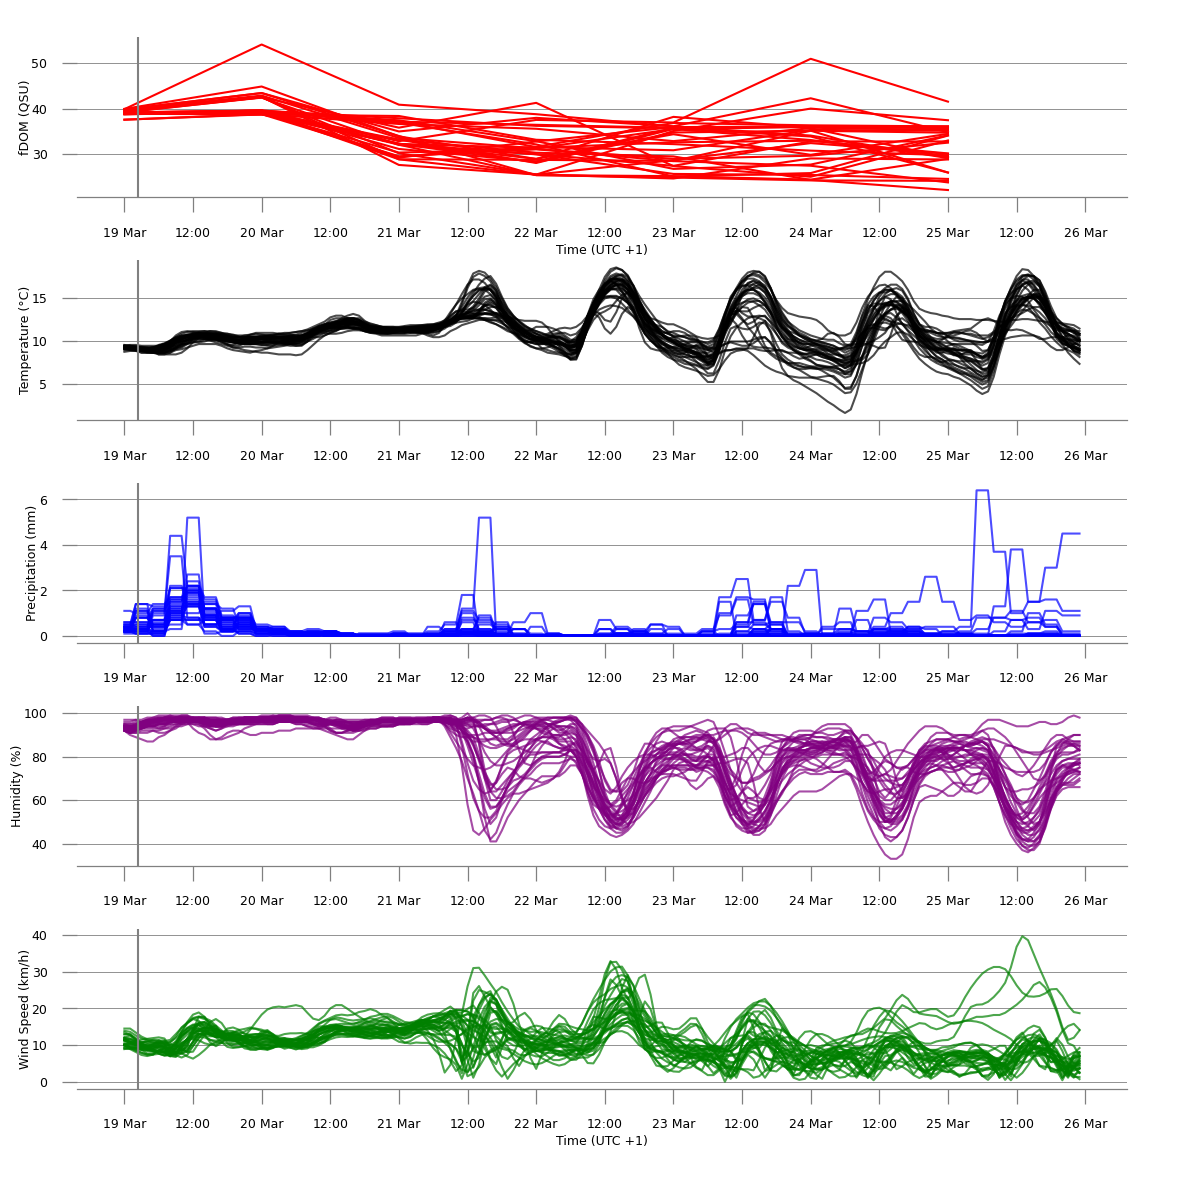 fDOM (QSU)
50
40
30
19 Mar 12:00 20 Mar 12:00 21 Mar 12:00 22 Mar 12:00 23 Mar 12:00 24 Mar 12:00 25 Mar 12:00 26 Mar
Time (UTC +1)
Temperature (°C)
15
10
5
19 Mar 12:00 20 Mar 12:00 21 Mar 12:00 22 Mar 12:00 23 Mar 12:00 24 Mar 12:00 25 Mar 12:00 26 Mar
Precipitation (mm)
6
4
2
0
19 Mar 12:00 20 Mar 12:00 21 Mar 12:00 22 Mar 12:00 23 Mar 12:00 24 Mar 12:00 25 Mar 12:00 26 Mar
Humidity (%)
100
80
60
40
19 Mar 12:00 20 Mar 12:00 21 Mar 12:00 22 Mar 12:00 23 Mar 12:00 24 Mar 12:00 25 Mar 12:00 26 Mar
Wind Speed (km/h)
40
30
20
10
0
19 Mar 12:00 20 Mar 12:00 21 Mar 12:00 22 Mar 12:00 23 Mar 12:00 24 Mar 12:00 25 Mar 12:00 26 Mar
Time (UTC +1)